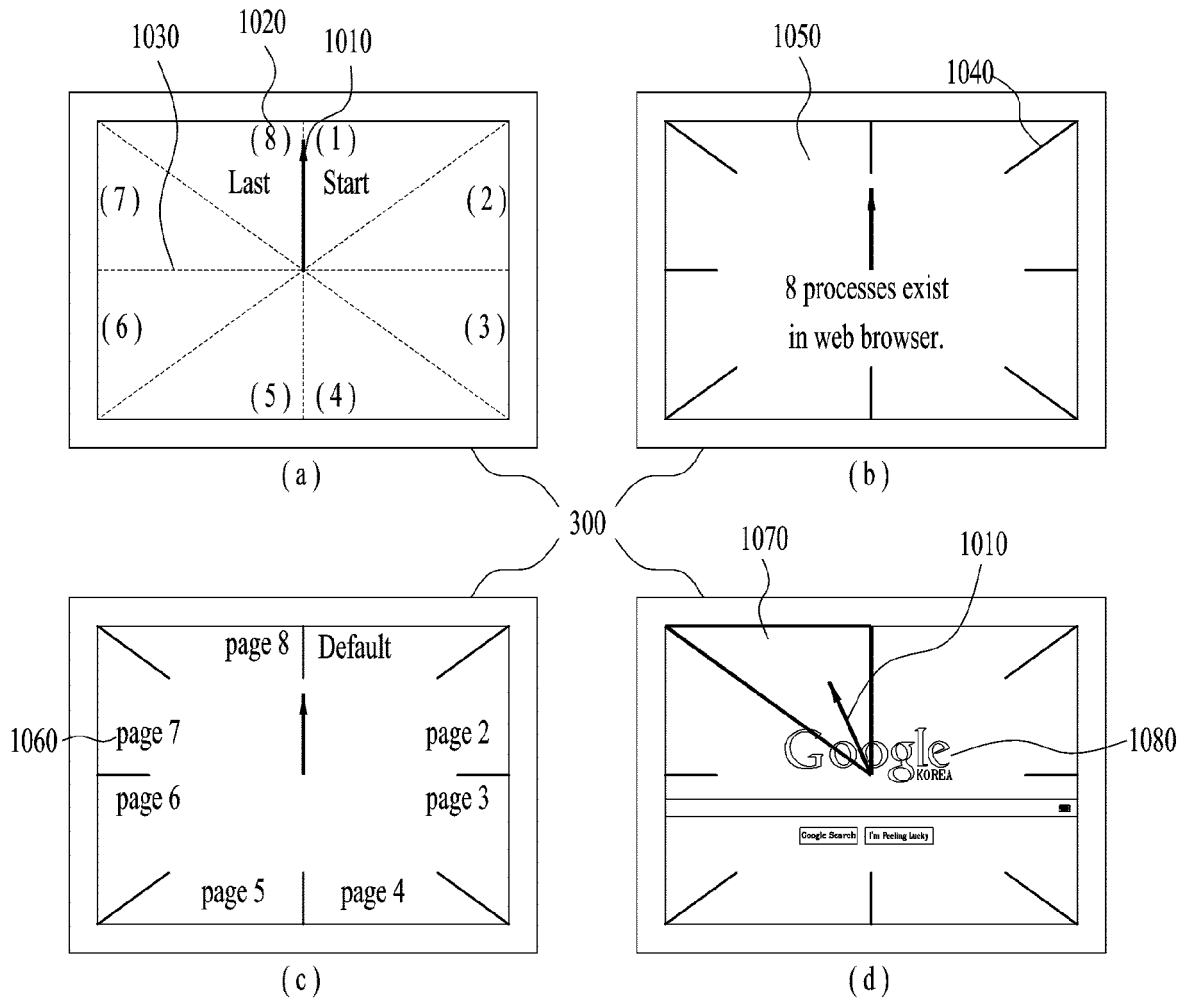 1020
1030
1010
(8) (1)
Last Start
(7) (2)
(6) (3)
(5) (4)
(a)
1050
1040
8 processes exist
in web browser.
(b)
300
page 8 Default
1060 page 7 page 2
page 6 page 3
page 5 page 4
(c)
1070
1010
Google 1080
KOREA
Google Search I'm Feeling Lucky
(d)